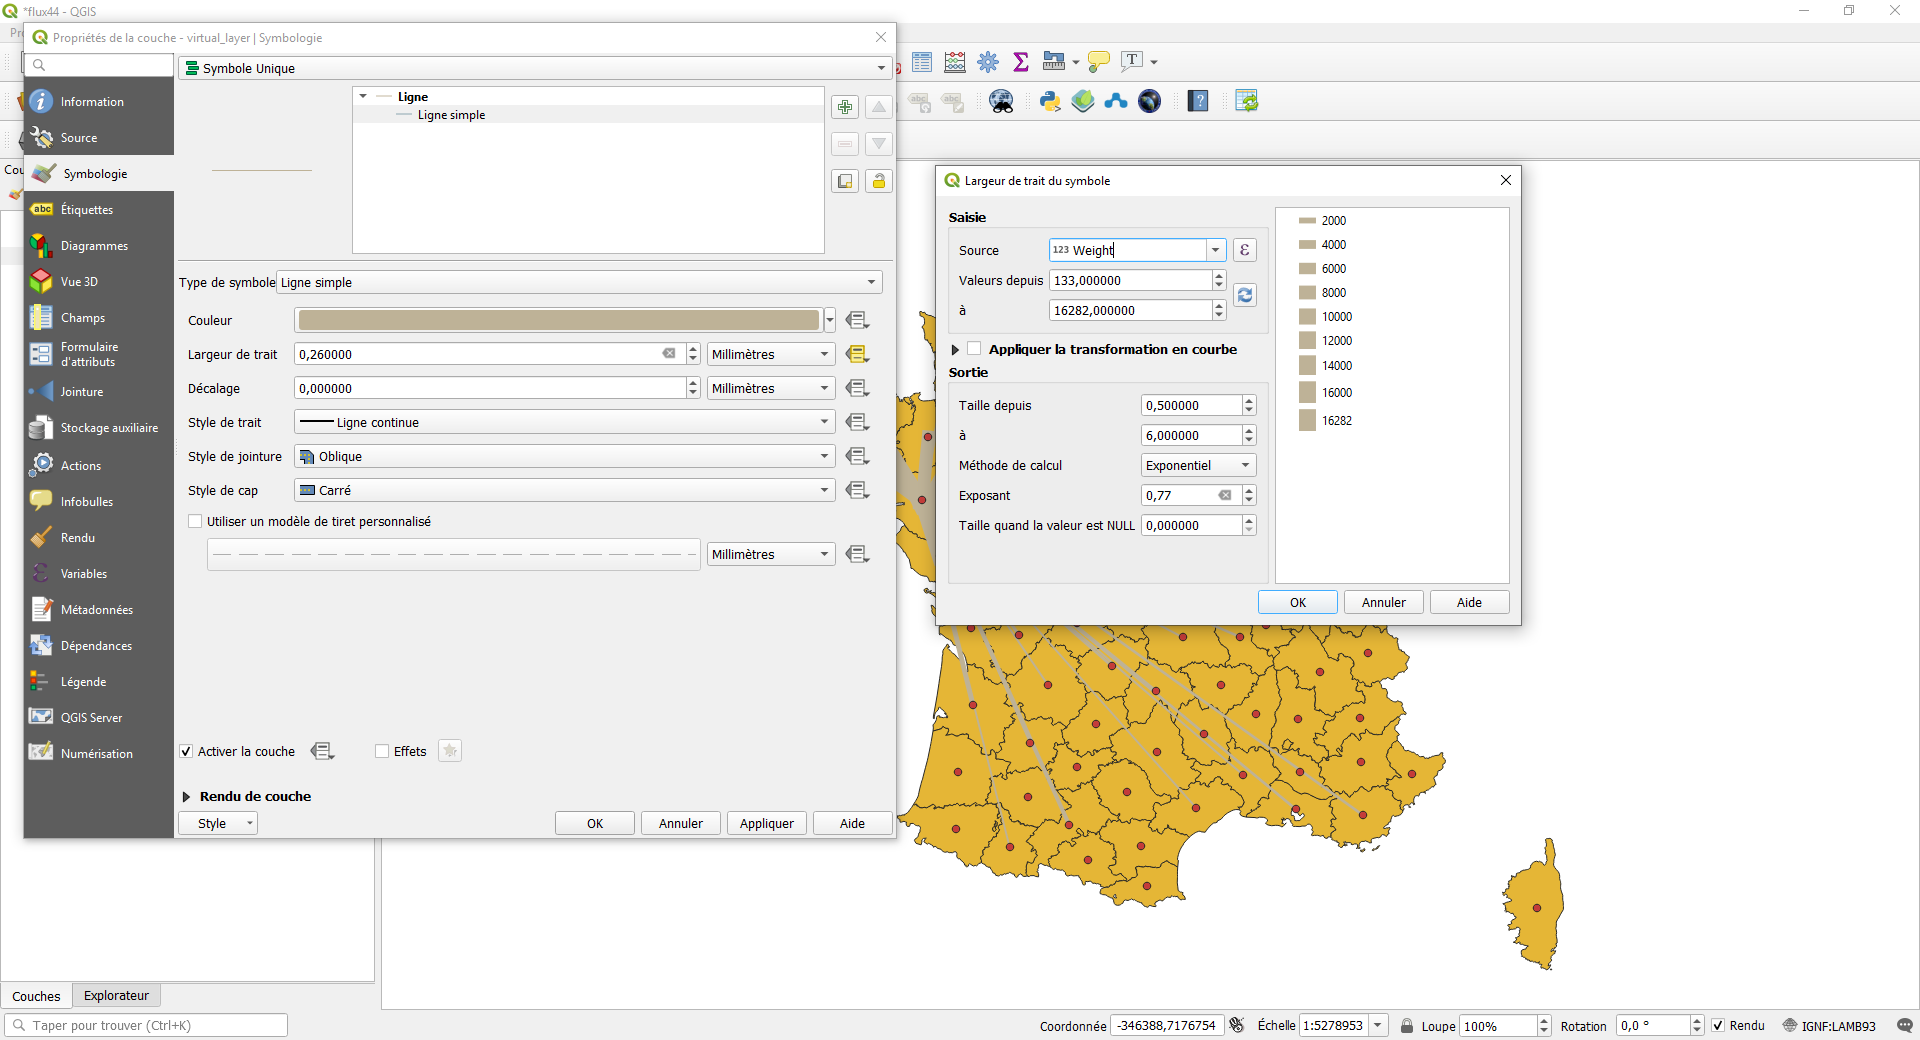 *flux44 - QGIS
Propriétés de la couche - virtual_layer | Symbologie
Information
Source
Symbologie
Étiquettes
Diagrammes
Vue 3D
Champs
Formulaire
d'attributs
Jointure
Stockage auxiliaire
Actions
Infobulles
Rendu
Variables
Métadonnées
Dépendances
Légende
QGIS Server
Numérisation
Symbole Unique
Ligne
Ligne simple
Type de symbole Ligne simple
Couleur
Largeur de trait 0,260000 Millimètres
Décalage 0,000000 Millimètres
Style de trait Ligne continue
Style de jointure Oblique
Style de cap Carré
Utiliser un modèle de tiret personnalisé
Millimètres
Activer la couche Effets
Rendu de couche
Style OK Annuler Appliquer Aide
Largeur de trait du symbole
Saisie
Source 123 Weight
Valeurs depuis 133,000000
à 16282,000000
Appliquer la transformation en courbe
Sortie
Taille depuis 0,500000
à 6,000000
Méthode de calcul Exponentiel
Exposant 0,77
Taille quand la valeur est NULL 0,000000
2000
4000
6000
8000
10000
12000
14000
16000
16282
OK Annuler Aide
Couches Explorateur
Taper pour trouver (Ctrl+K)
Coordonnée -346388,7176754 Échelle 1:5278953 Loupe 100% Rotation 0,0 ° Rendu IGNF:LAMB93